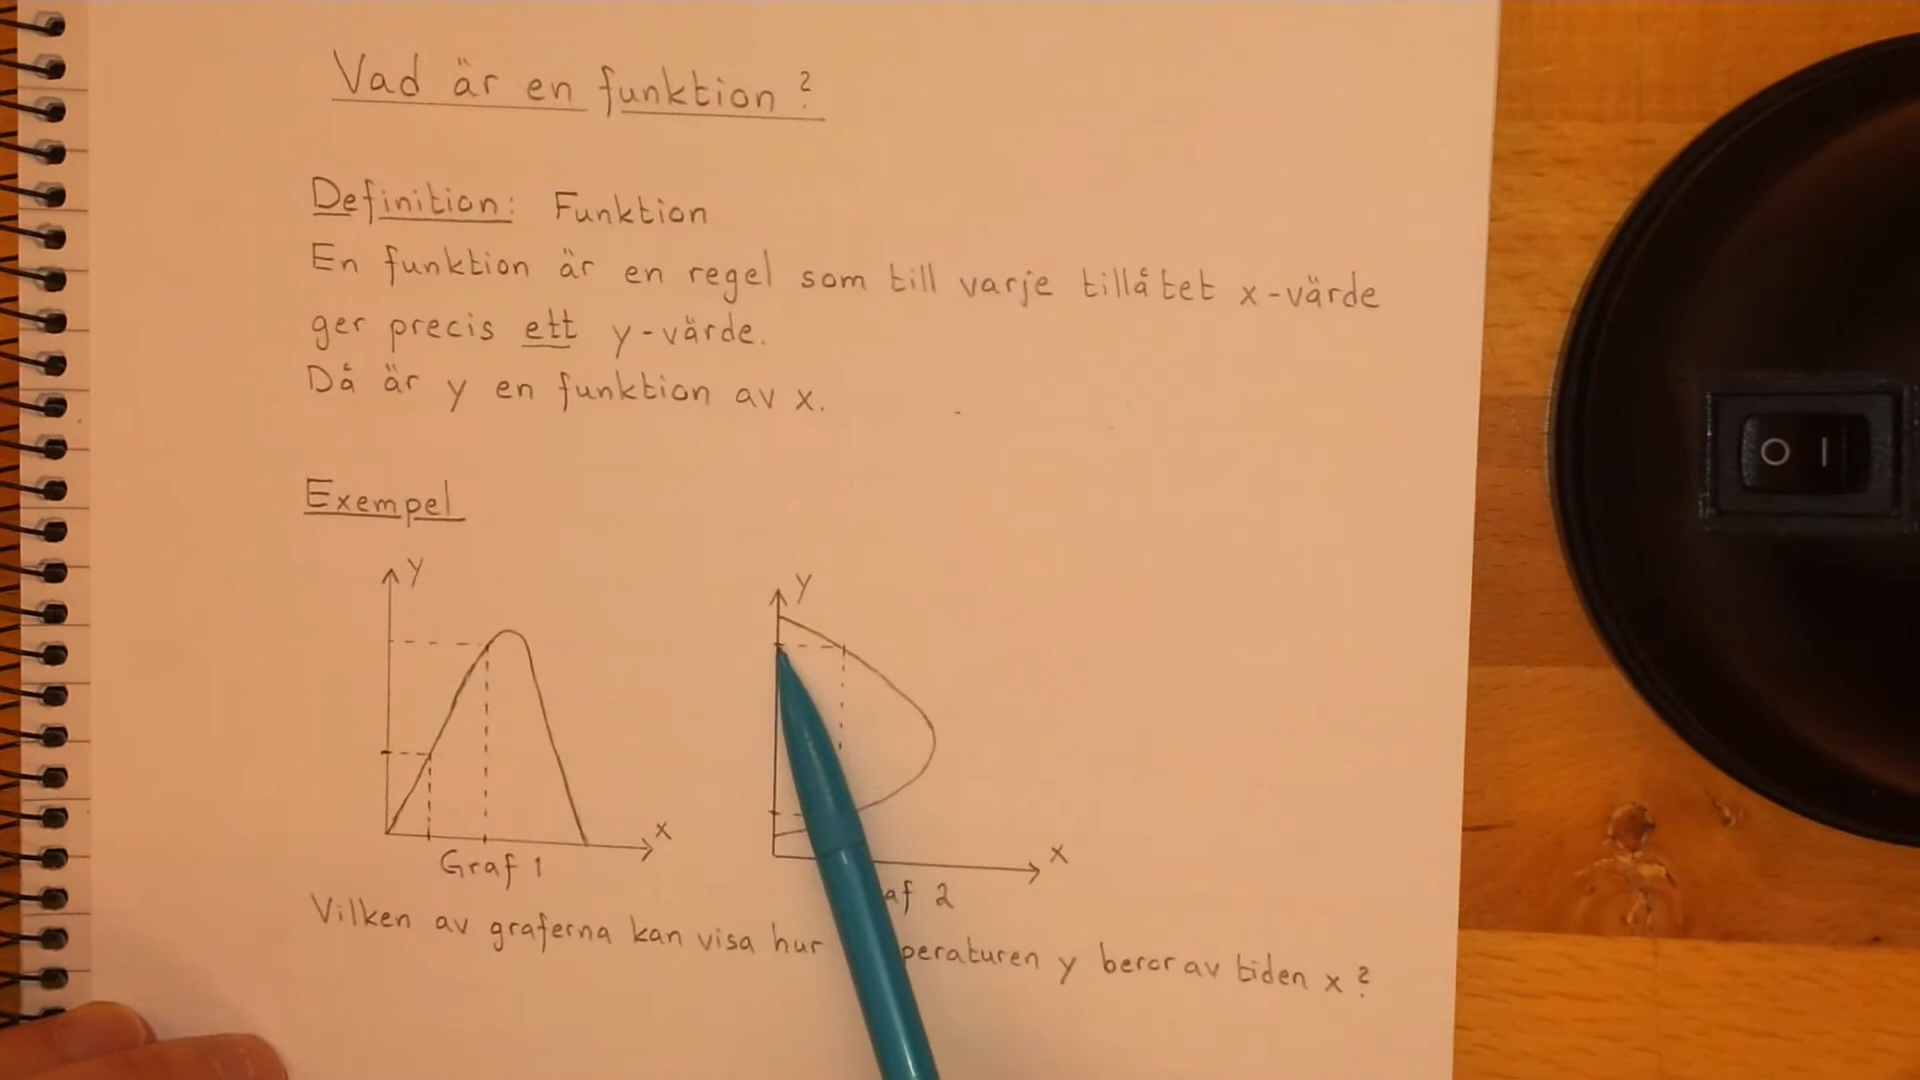 Vad är en funktion?
Definition: Funktion
En funktion är en regel som till varje tillåtet x-värde
ger precis ett y-värde.
Då är y en funktion av x.
Exempel
y
x
Graf 1
y
x
af 2
Vilken av graferna kan visa hur peraturen y beror av tiden x?
O I